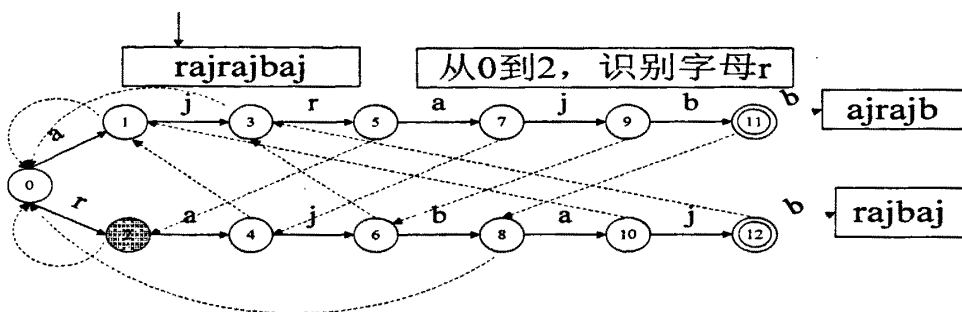 rajrajbaj
从0到2，识别字母r
a j r a j b b
ajrajb
1 3 5 7 9 11
0
r a j b a j b
rajbaj
2 4 6 8 10 12